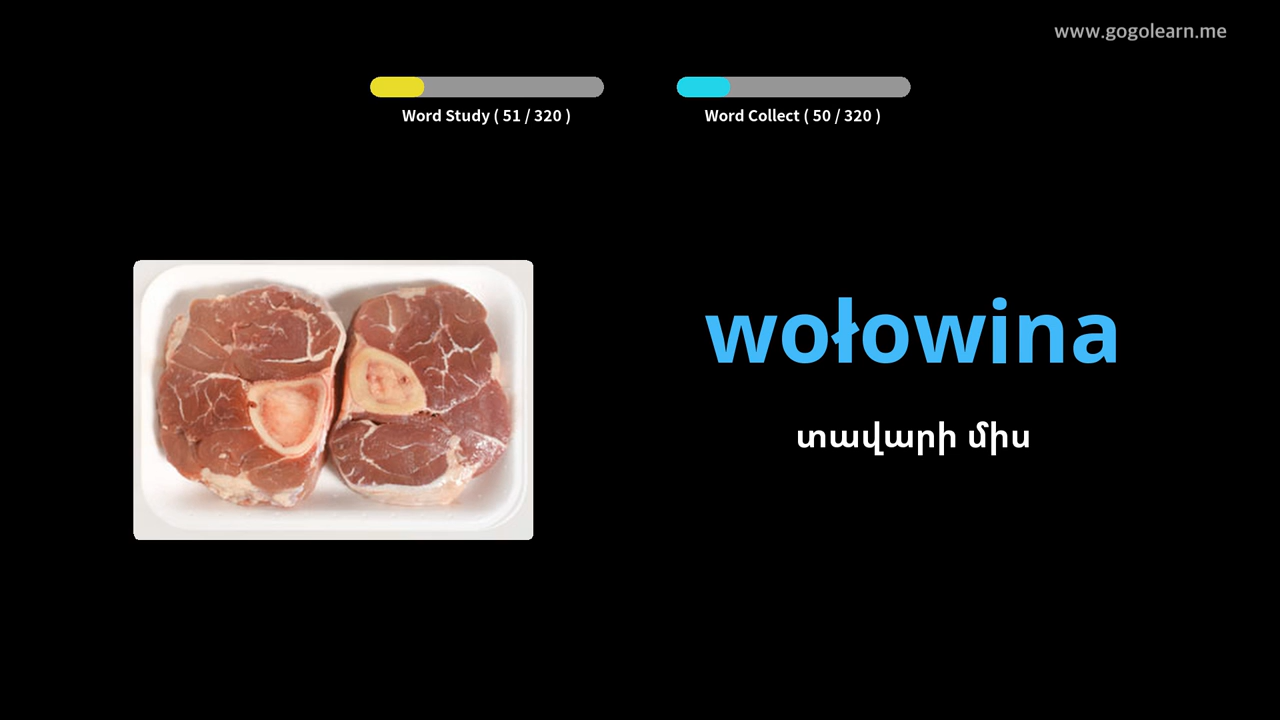 www.gogolearn.me
Word Study ( 51 / 320 )
Word Collect ( 50 / 320 )
wołowina
տավարի միս